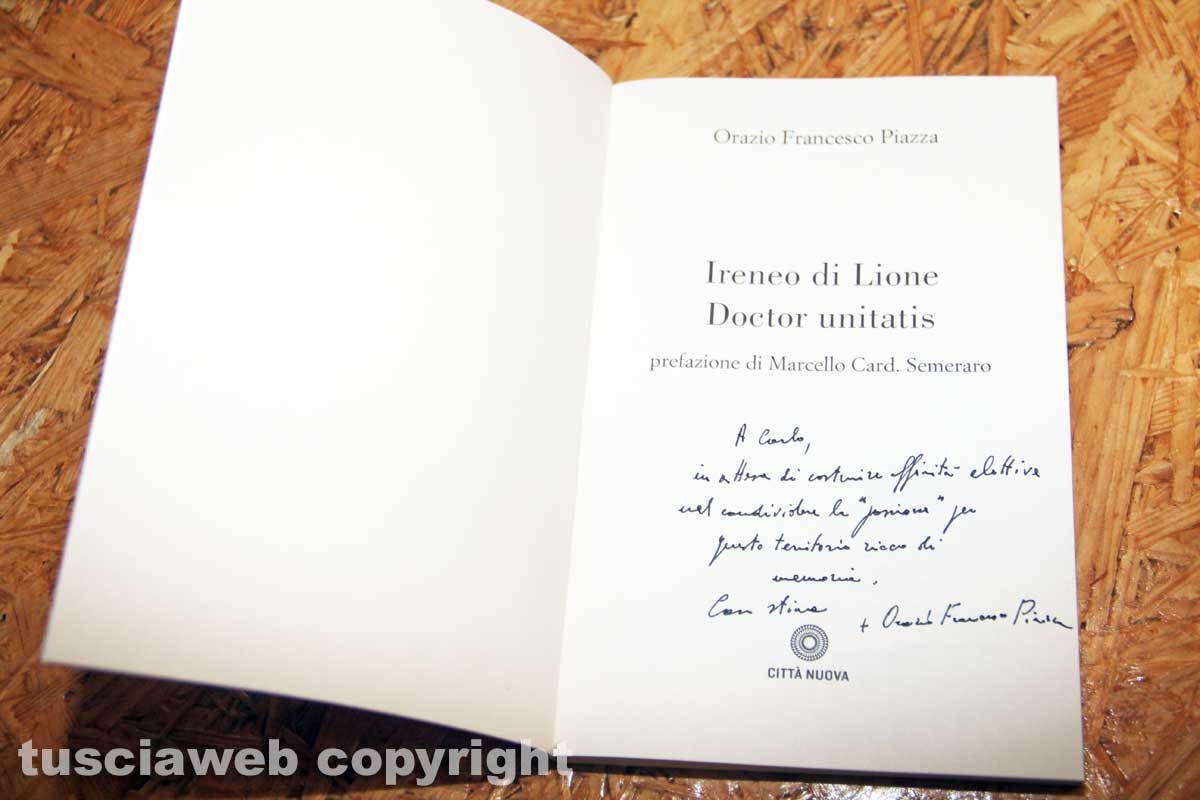 Orazio Francesco Piazza
Ireneo di Lione
Doctor unitatis
prefazione di Marcello Card. Semeraro
A Carlo,
in attesa di costruire affinità elettive
nel condividere la "passione" per
questo territorio ricco di
memoria.
Con stima
+ Orazio Francesco Piazza
CITTÀ NUOVA
tusciaweb copyright